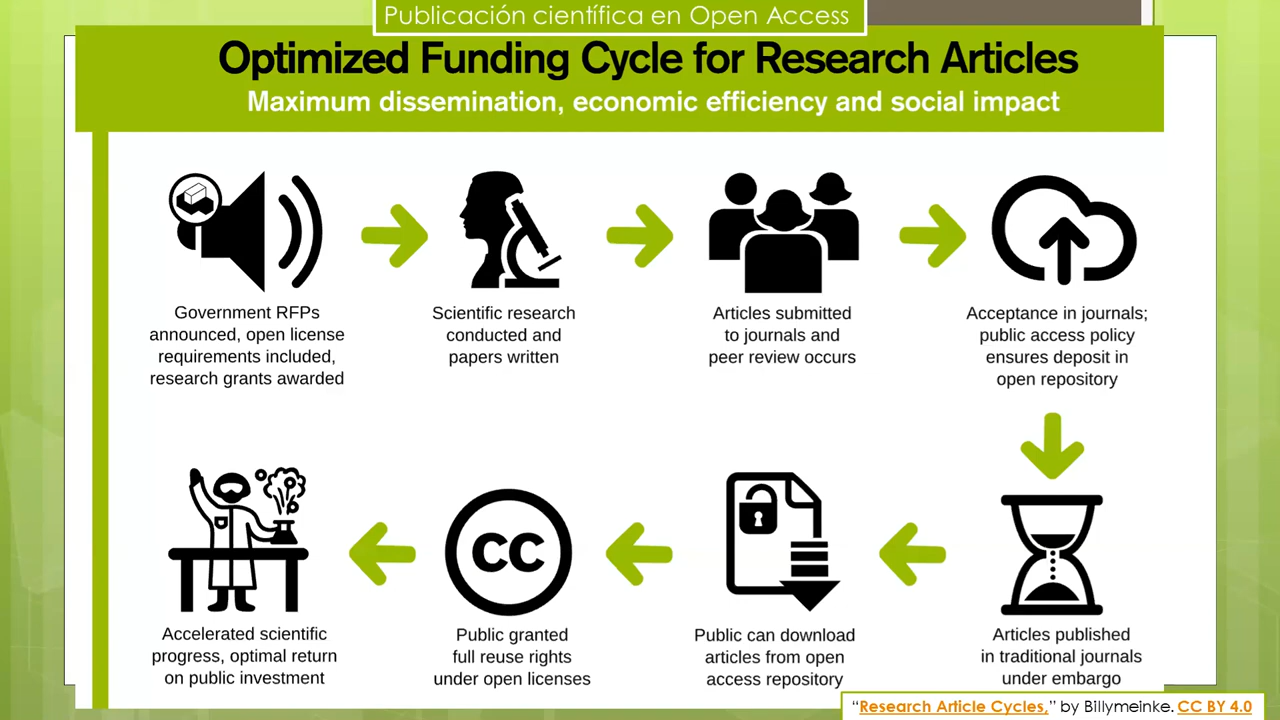 Publicación científica en Open Access
Optimized Funding Cycle for Research Articles
Maximum dissemination, economic efficiency and social impact
Government RFPs
announced, open license
requirements included,
research grants awarded
Scientific research
conducted and
papers written
Articles submitted
to journals and
peer review occurs
Acceptance in journals;
public access policy
ensures deposit in
open repository
Accelerated scientific
progress, optimal return
on public investment
CC
Public granted
full reuse rights
under open licenses
Public can download
articles from open
access repository
Articles published
in traditional journals
under embargo
“Research Article Cycles,” by Billymeinke. CC BY 4.0